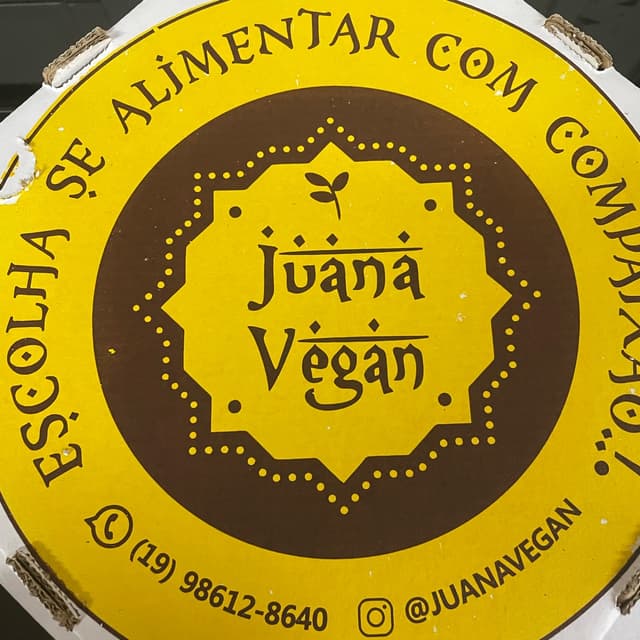 ESCOLHA SE ALIMENTAR COM COMPAIXÃO!
Juana
Vegan
(19) 98612-8640
@JUANAVEGAN